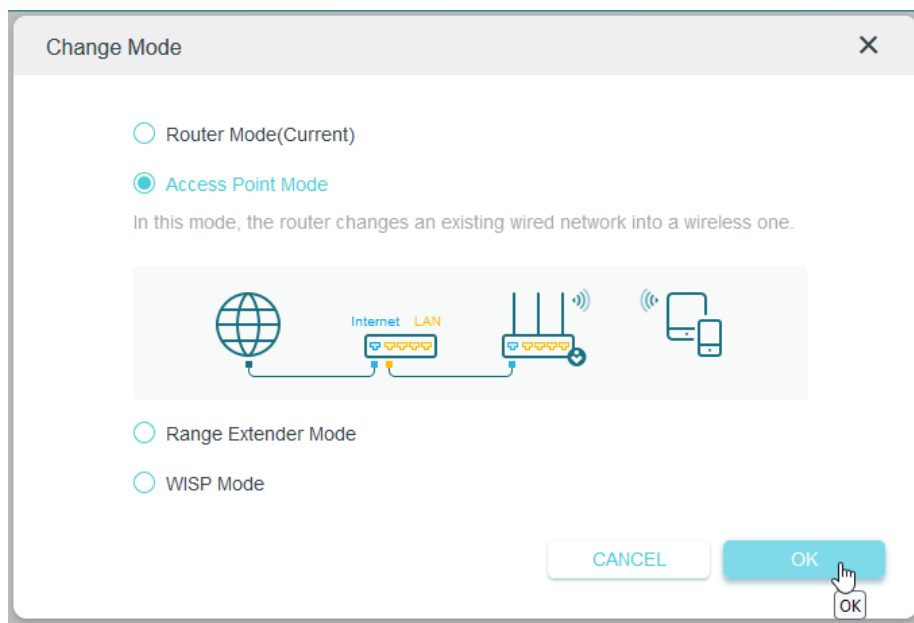 Change Mode
Router Mode(Current)
Access Point Mode
In this mode, the router changes an existing wired network into a wireless one.
Internet LAN
Range Extender Mode
WISP Mode
CANCEL
OK
OK